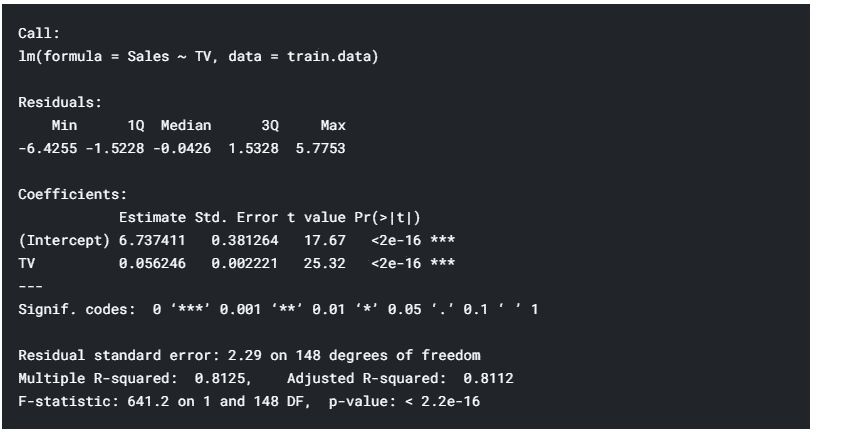 Call:
lm(formula = Sales ~ TV, data = train.data)
Residuals:
Min 1Q Median 3Q Max
-6.4255 -1.5228 -0.0426 1.5328 5.7753
Coefficients:
Estimate Std. Error t value Pr(>|t|)
(Intercept) 6.737411 0.381264 17.67 <2e-16 ***
TV 0.056246 0.002221 25.32 <2e-16 ***
---
Signif. codes: 0 ‘***’ 0.001 ‘**’ 0.01 ‘*’ 0.05 ‘.’ 0.1 ‘ ’ 1
Residual standard error: 2.29 on 148 degrees of freedom
Multiple R-squared: 0.8125, Adjusted R-squared: 0.8112
F-statistic: 641.2 on 1 and 148 DF, p-value: < 2.2e-16